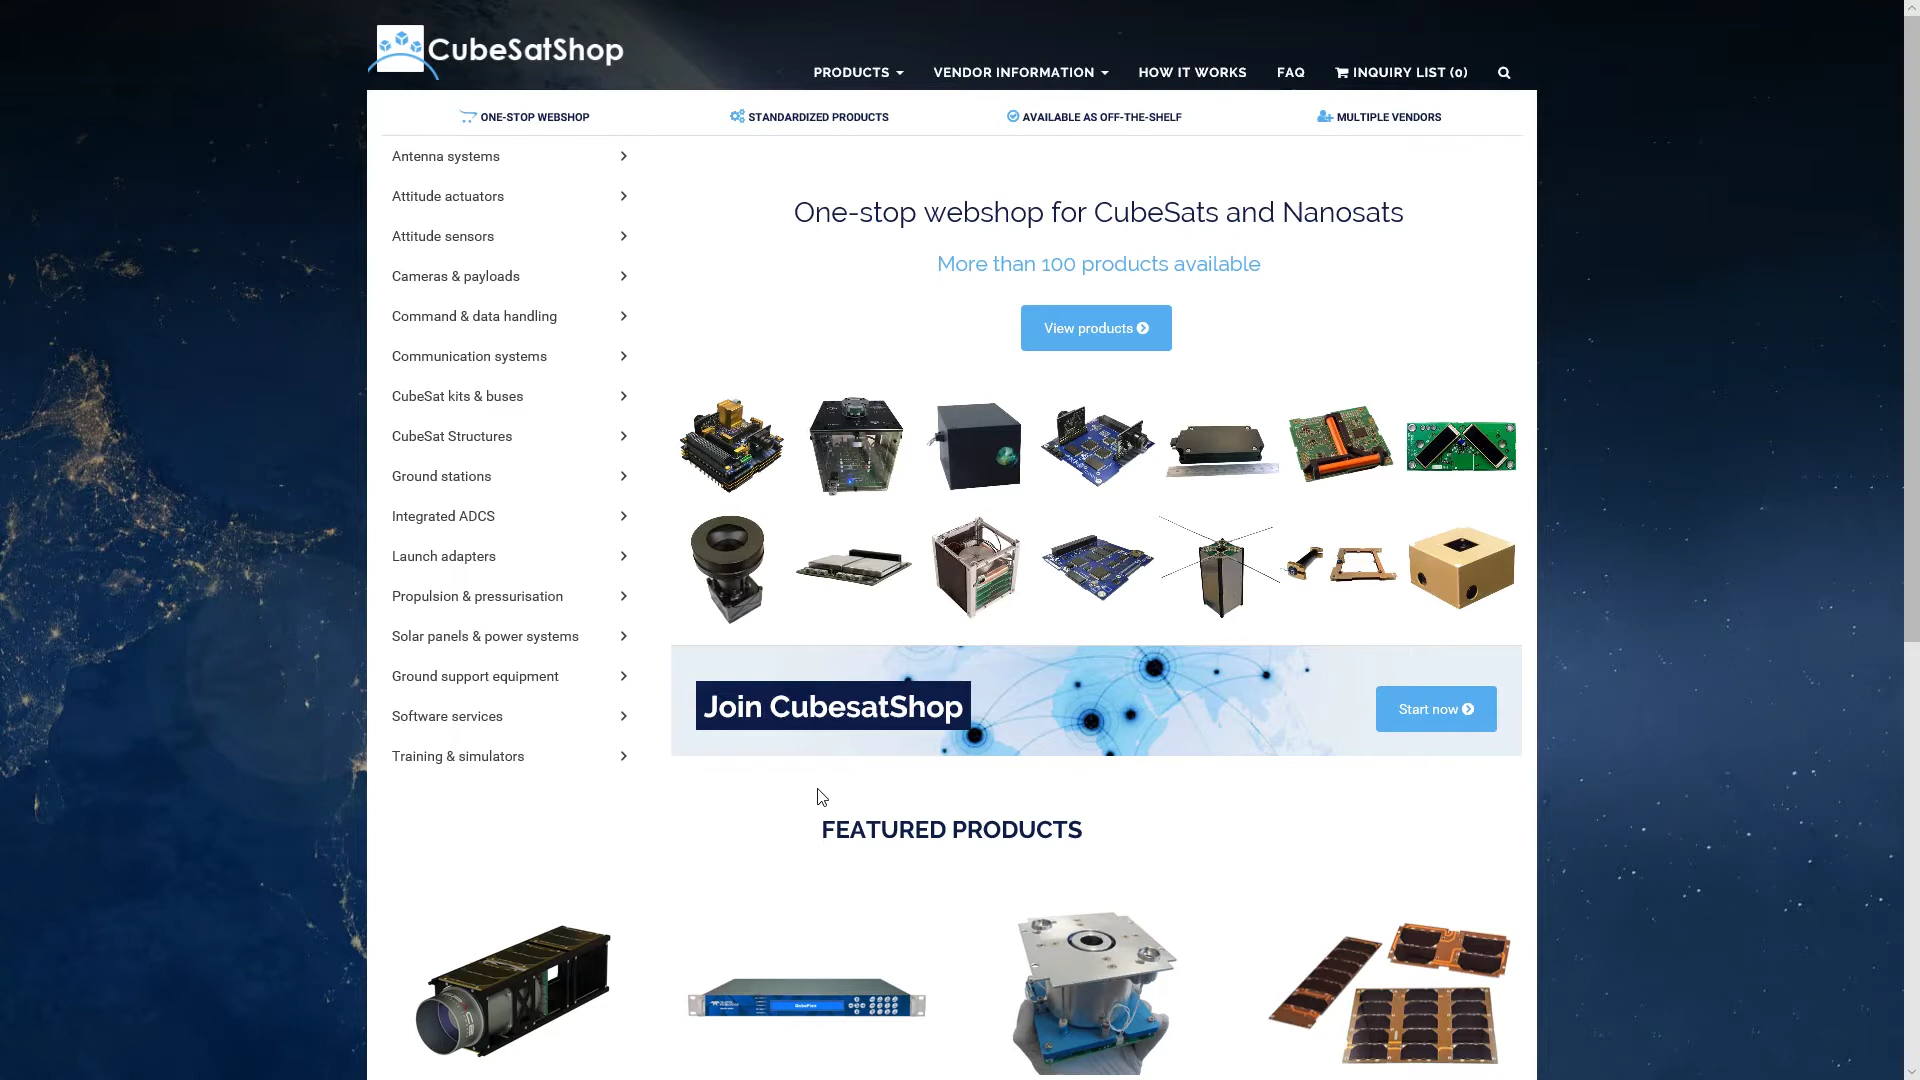 CubeSatShop
PRODUCTS
VENDOR INFORMATION
HOW IT WORKS
FAQ
INQUIRY LIST (0)
ONE-STOP WEBSHOP
STANDARDIZED PRODUCTS
AVAILABLE AS OFF-THE-SHELF
MULTIPLE VENDORS
Antenna systems
Attitude actuators
Attitude sensors
Cameras & payloads
Command & data handling
Communication systems
CubeSat kits & buses
CubeSat Structures
Ground stations
Integrated ADCS
Launch adapters
Propulsion & pressurisation
Solar panels & power systems
Ground support equipment
Software services
Training & simulators
One-stop webshop for CubeSats and Nanosats
More than 100 products available
View products
Join CubesatShop
Start now
FEATURED PRODUCTS